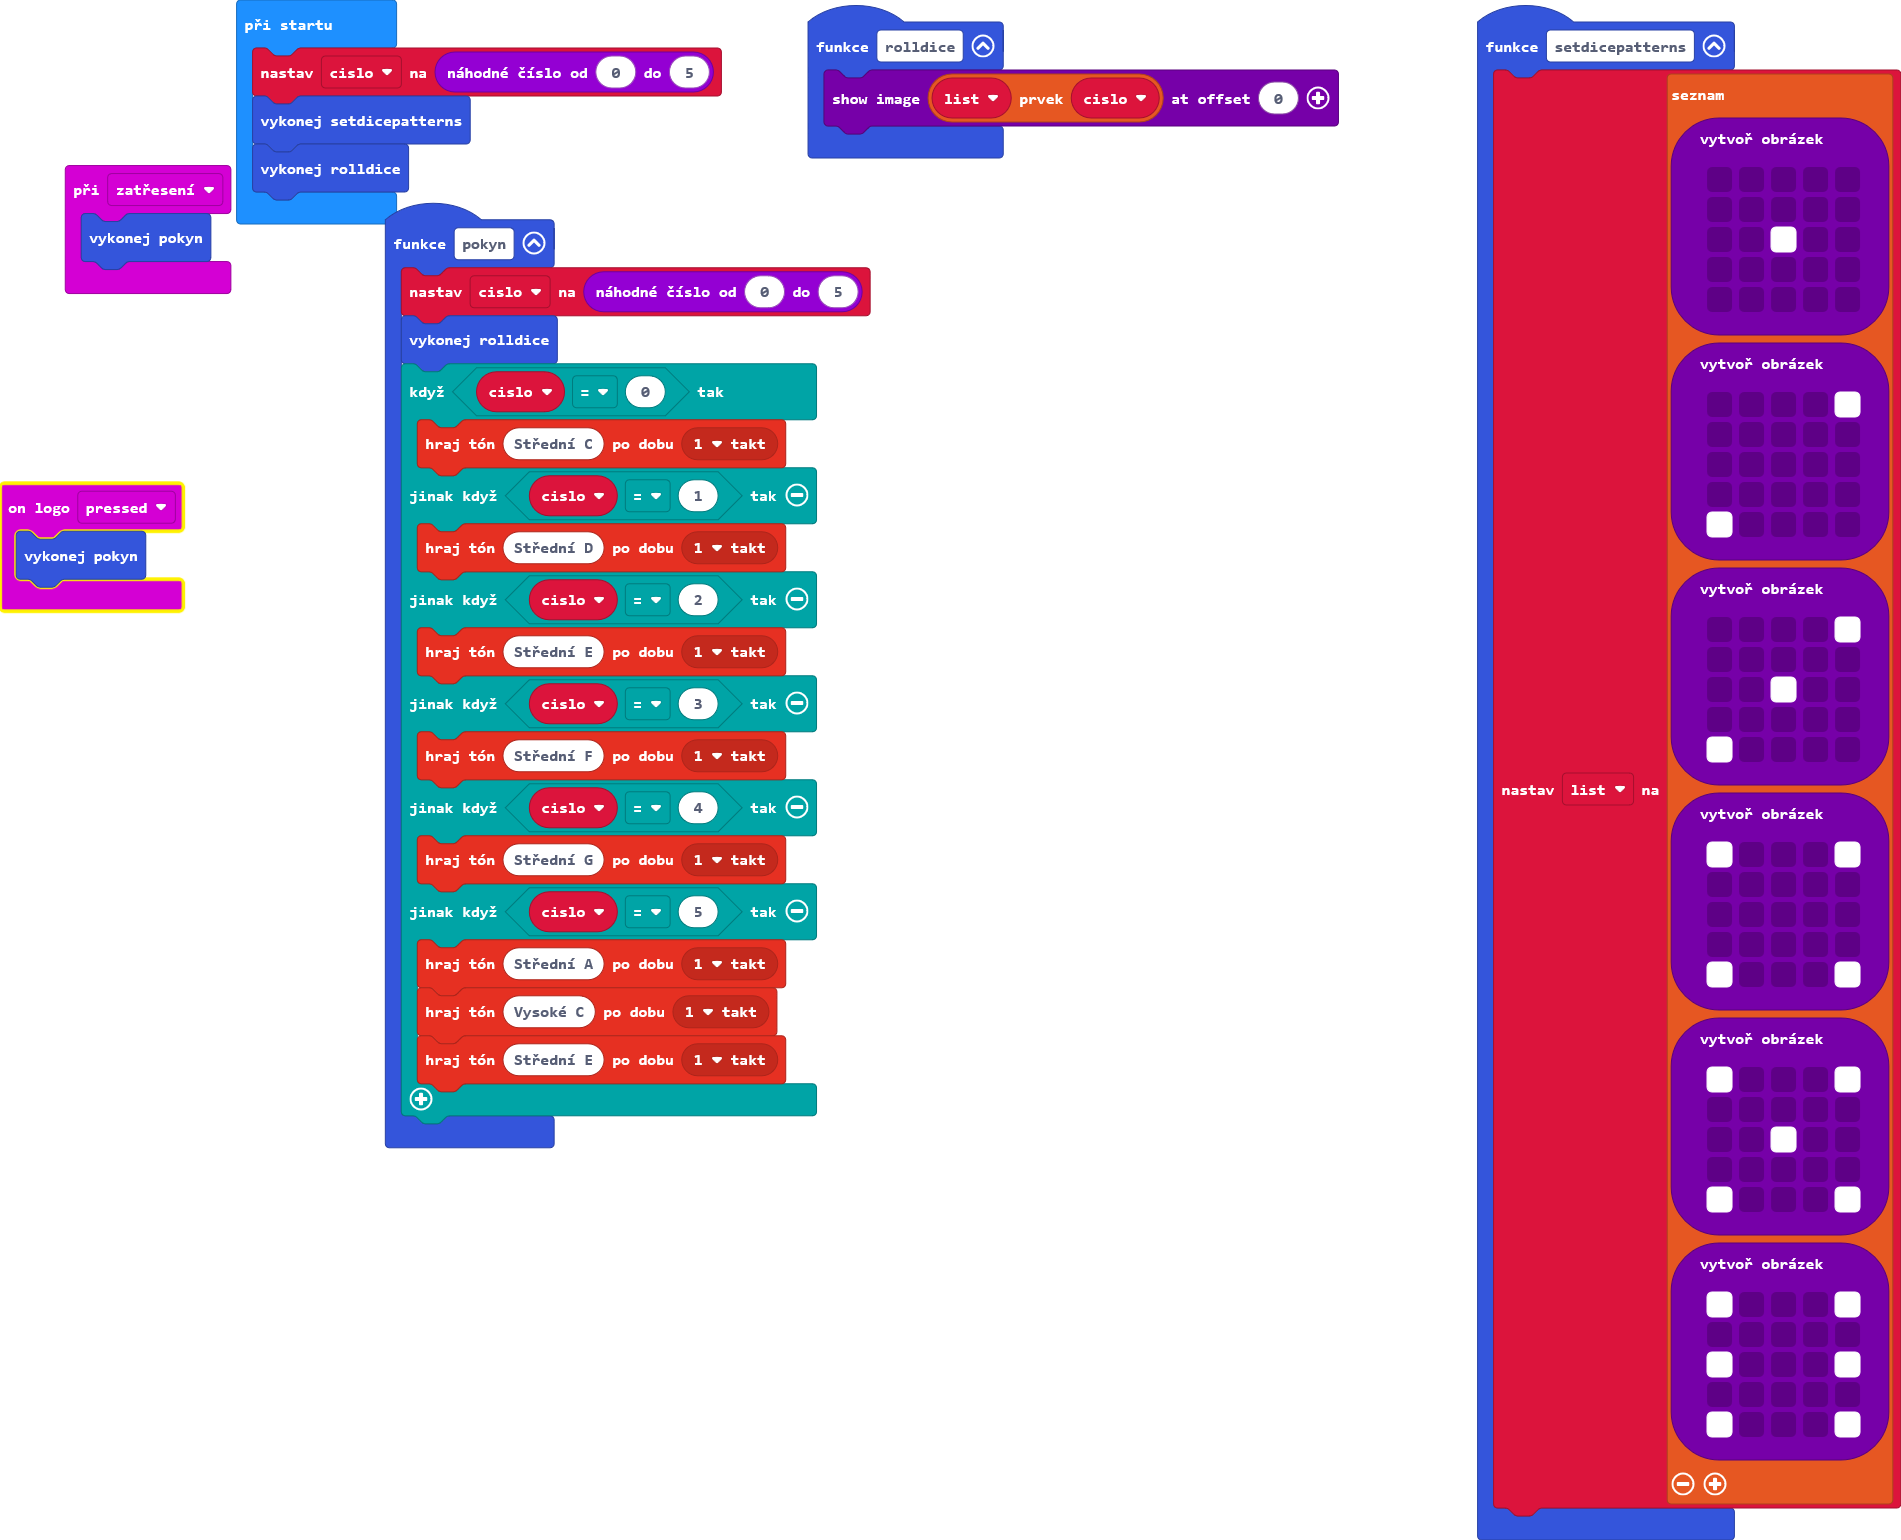 při startu
nastav cislo na náhodné číslo od 0 do 5
vykonej setdicepatterns
vykonej rolldice
při zatřesení
vykonej pokyn
on logo pressed
vykonej pokyn
funkce pokyn
nastav cislo na náhodné číslo od 0 do 5
vykonej rolldice
když cislo = 0 tak
hraj tón Střední C po dobu 1 takt
jinak když cislo = 1 tak
hraj tón Střední D po dobu 1 takt
jinak když cislo = 2 tak
hraj tón Střední E po dobu 1 takt
jinak když cislo = 3 tak
hraj tón Střední F po dobu 1 takt
jinak když cislo = 4 tak
hraj tón Střední G po dobu 1 takt
jinak když cislo = 5 tak
hraj tón Střední A po dobu 1 takt
hraj tón Vysoké C po dobu 1 takt
hraj tón Střední E po dobu 1 takt
funkce rolldice
show image list prvek cislo at offset 0
funkce setdicepatterns
nastav list na
seznam
vytvoř obrázek
vytvoř obrázek
vytvoř obrázek
vytvoř obrázek
vytvoř obrázek
vytvoř obrázek